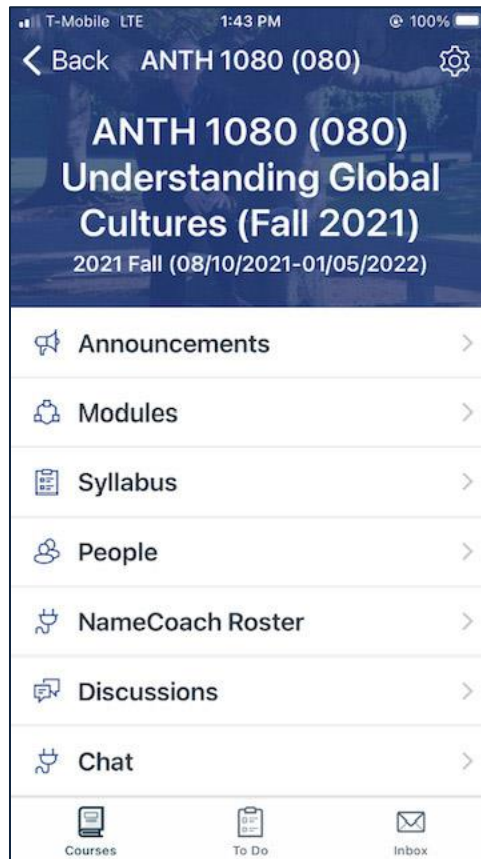 T-Mobile LTE 1:43 PM 100%
Back ANTH 1080 (080)
ANTH 1080 (080)
Understanding Global
Cultures (Fall 2021)
2021 Fall (08/10/2021-01/05/2022)
Announcements
Modules
Syllabus
People
NameCoach Roster
Discussions
Chat
Courses To Do Inbox